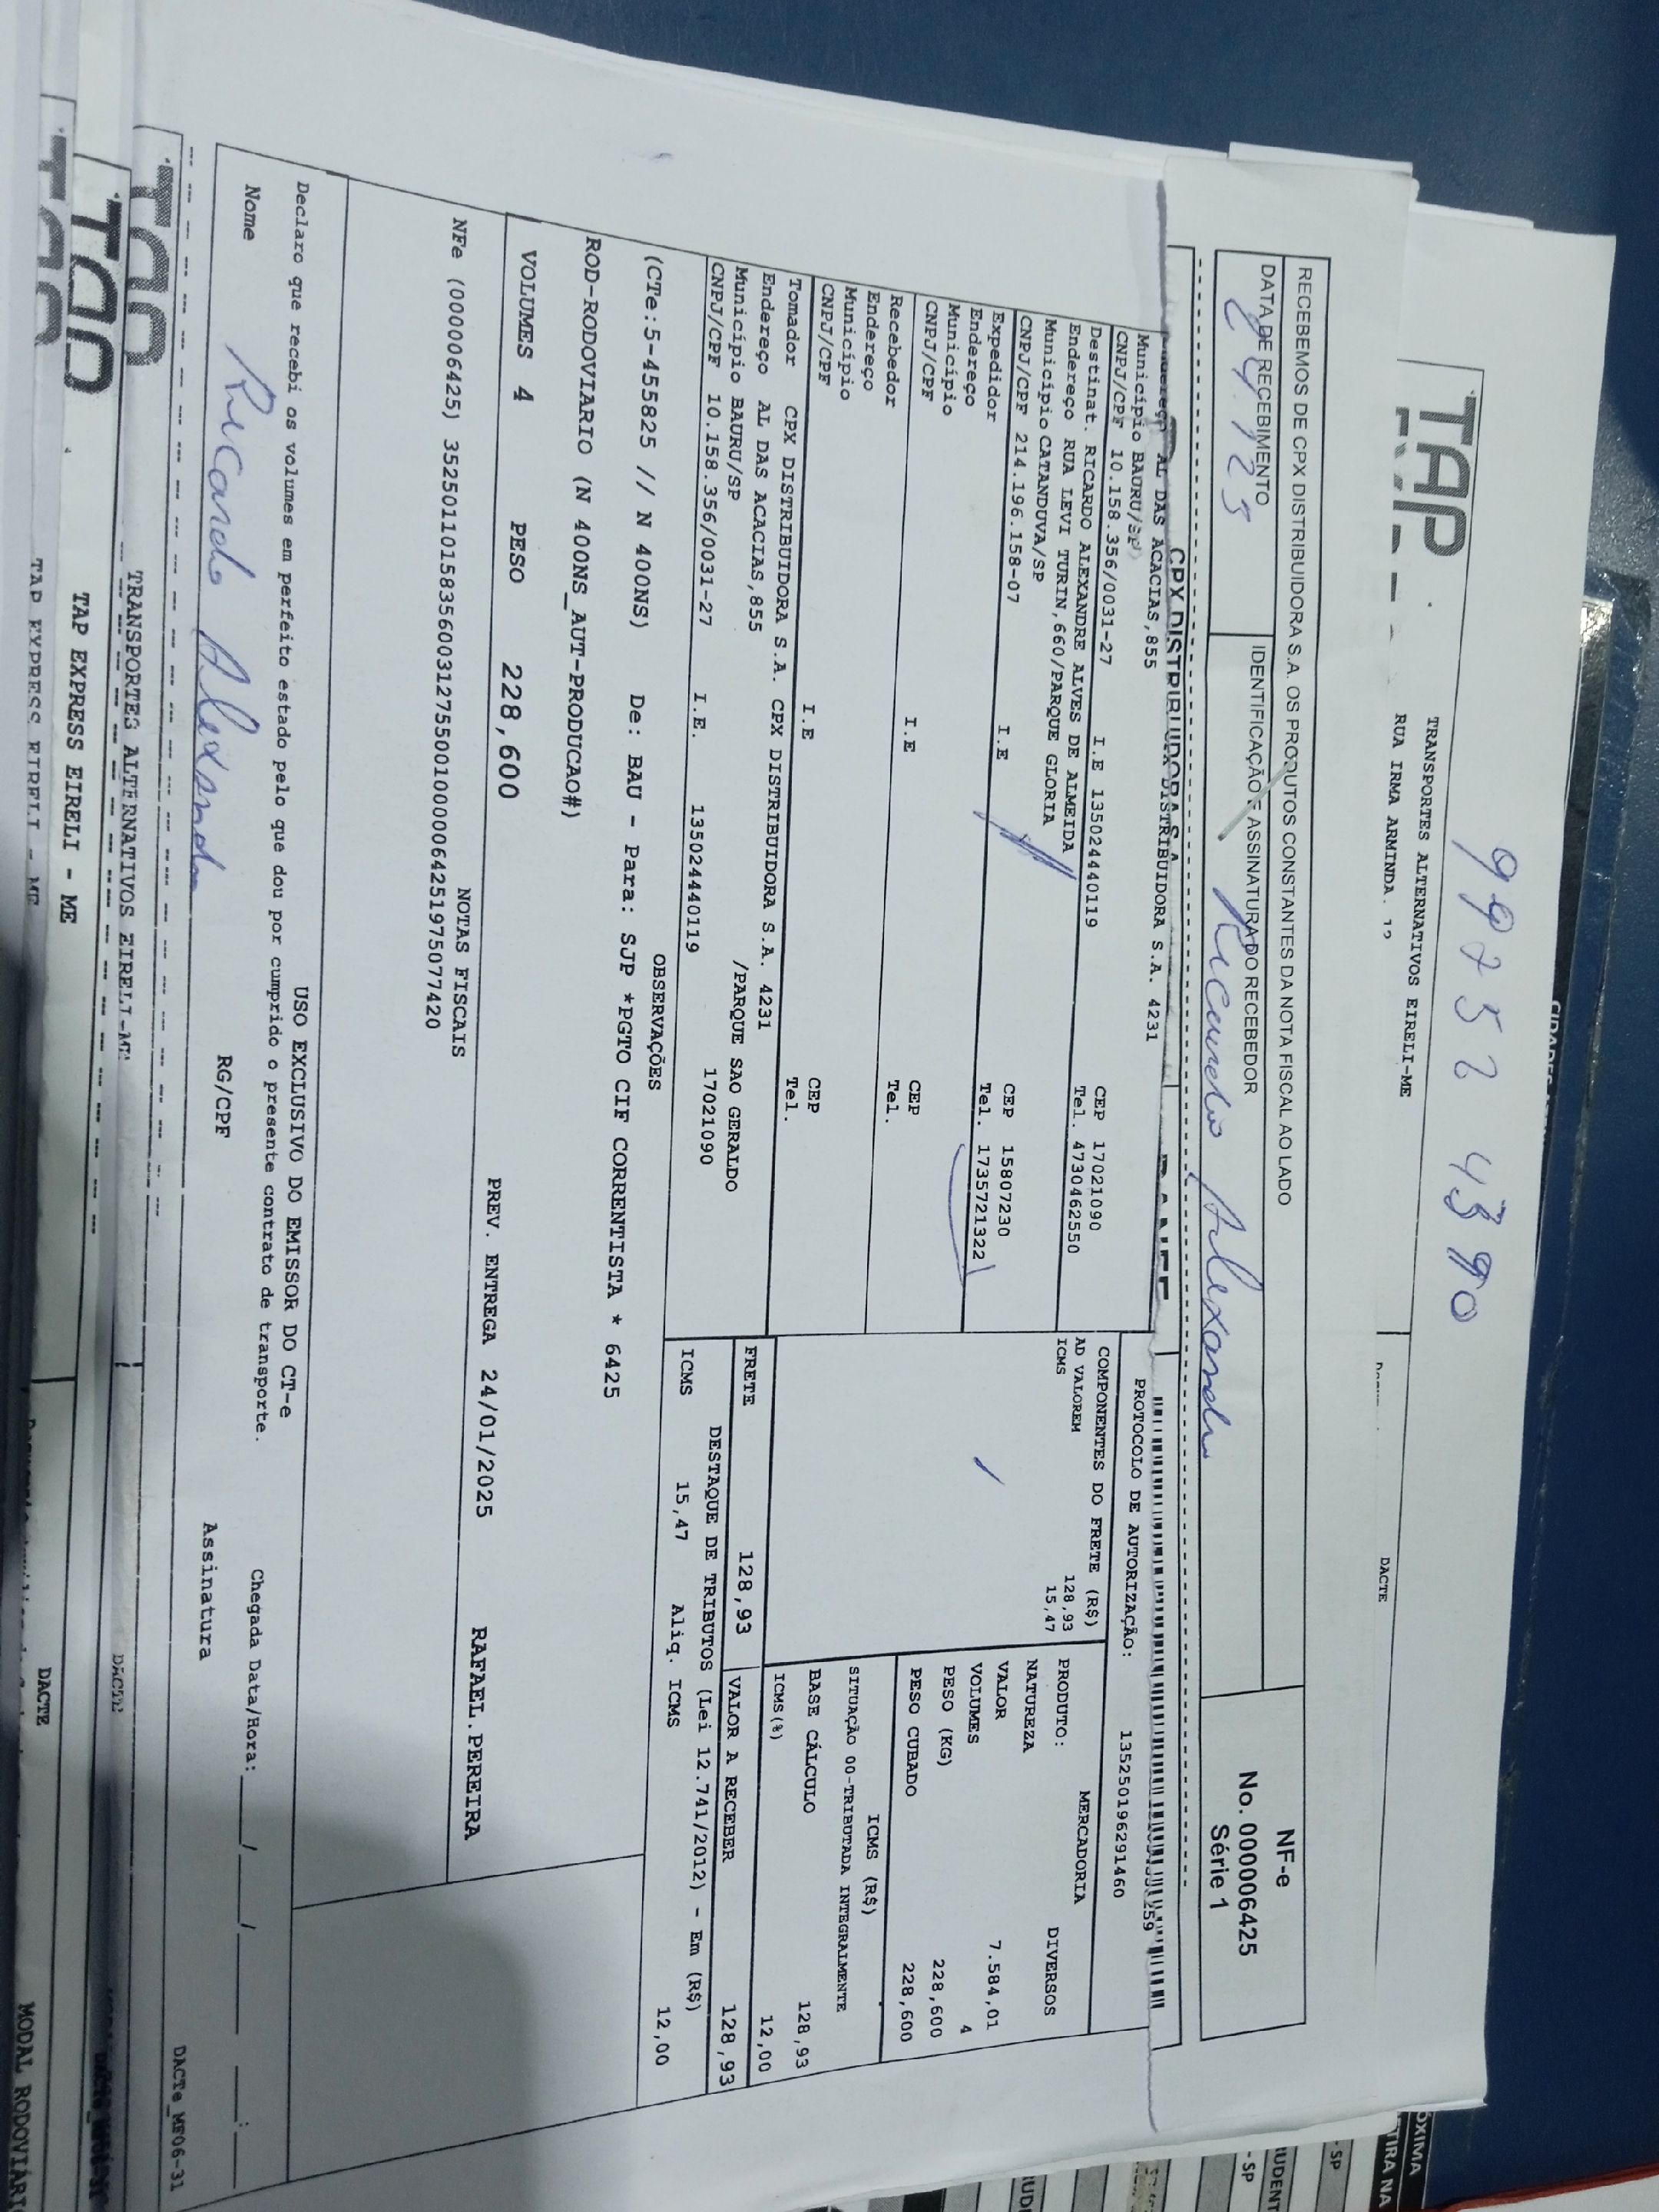 99752 4390
TAP
TRANSPORTES ALTERNATIVOS EIRELI-ME
RUA IRMA ARMINDA.
DACTE
RECEBEMOS DE CPX DISTRIBUIDORA S.A. OS PRODUTOS CONSTANTES DA NOTA FISCAL AO LADO
DATA DE RECEBIMENTO
IDENTIFICAÇÃO E ASSINATURA DO RECEBEDOR
Ricardo Alexandre
NF-e
No. 000006425
Série 1
CPX DISTRIBUIDORA S.A
DISTRIBUIDORA S.A. 4231
Endereço AL DAS ACACIAS,855
Município BAURU/SP
CNPJ/CPF 10.158.356/0031-27 I.E 135024440119
CEP 17021090
Tel. 4730462550
Destinat. RICARDO ALEXANDRE ALVES DE ALMEIDA
Endereço RUA LEVI TURIN,660/PARQUE GLORIA
Município CATANDUVA/SP
CNPJ/CPF 214.196.158-07 I.E
CEP 15807230
Tel. 17357213221
Expedidor
Endereço
Município
CNPJ/CPF I.E
CEP
Tel.
Recebedor
Endereço
Município
CNPJ/CPF I.E
CEP
Tel.
Tomador CPX DISTRIBUIDORA S.A. CPX DISTRIBUIDORA S.A. 4231
Endereço AL DAS ACACIAS,855 /PARQUE SAO GERALDO
Município BAURU/SP 17021090
CNPJ/CPF 10.158.356/0031-27 I.E. 135024440119
PROTOCOLO DE AUTORIZAÇÃO: 135250196291460
COMPONENTES DO FRETE (R$)
AD VALOREM 128,93
ICMS 15,47
MERCADORIA
PRODUTO: DIVERSOS
NATUREZA
VALOR 7.584,01
VOLUMES 4
PESO (KG) 228,600
PESO CUBADO 228,600
ICMS (R$)
SITUAÇÃO 00-TRIBUTADA INTEGRALMENTE
BASE CÁLCULO 128,93
ICMS(%) 12,00
FRETE 128,93
VALOR A RECEBER 128,93
DESTAQUE DE TRIBUTOS (Lei 12.741/2012) - Em (R$)
ICMS 15,47 Aliq. ICMS 12,00
OBSERVAÇÕES
(CTe:5-455825 // N 400NS) De: BAU - Para: SJP *PGTO CIF CORRENTISTA * 6425
ROD-RODOVIARIO (N 400NS_AUT-PRODUCAO#)
VOLUMES 4 PESO 228,600 PREV. ENTREGA 24/01/2025 RAFAEL.PEREIRA
NOTAS FISCAIS
NFe (000006425) 35250110158356003127550010000064251975077420
USO EXCLUSIVO DO EMISSOR DO CT-e
Declaro que recebi os volumes em perfeito estado pelo que dou por cumprido o presente contrato de transporte.
Nome Ricardo Alexandre
RG/CPF
Assinatura
Chegada Data/Hora: ___/___/___ ___:___
DACTe_MF06-31
TRANSPORTES ALTERNATIVOS EIRELI-ME
DACTE
TAP EXPRESS EIRELI - ME
DACTE
MODAL RODOVIÁRIO
TAP EXPRESS EIRELI - ME